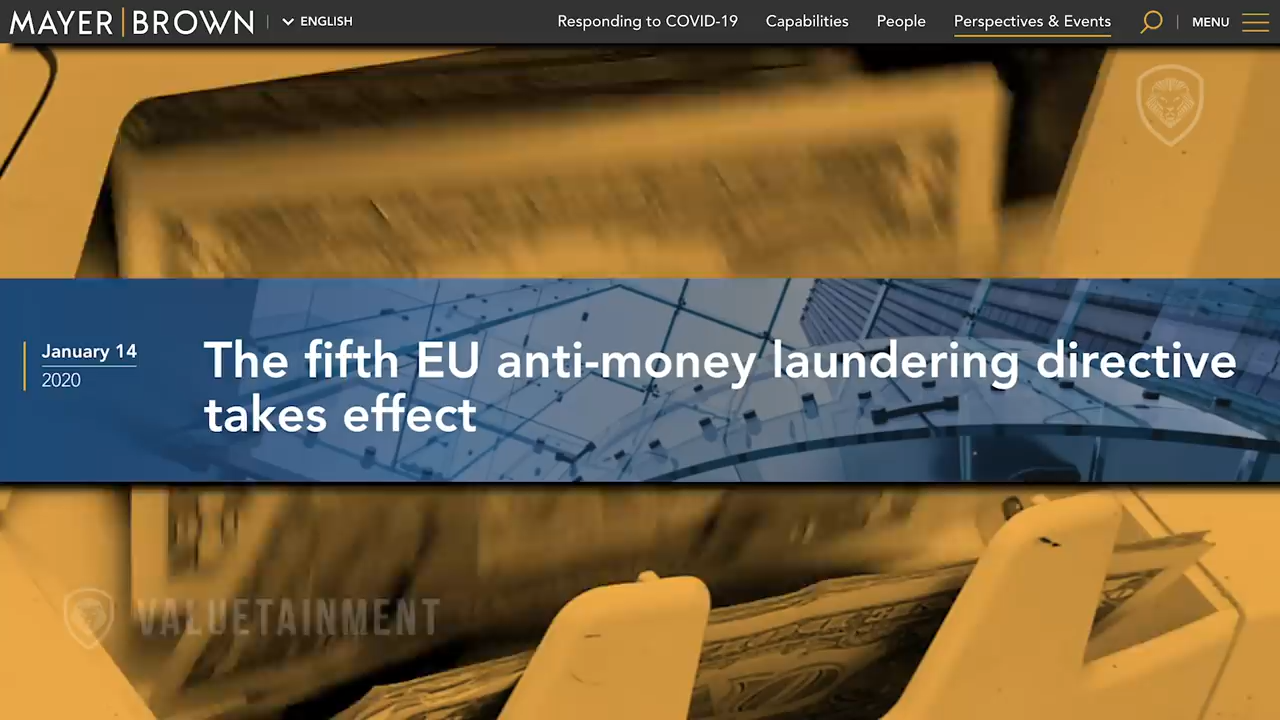 MAYER|BROWN
ENGLISH
Responding to COVID-19
Capabilities
People
Perspectives & Events
MENU
January 14
2020
The fifth EU anti-money laundering directive
takes effect
VALUETAINMENT